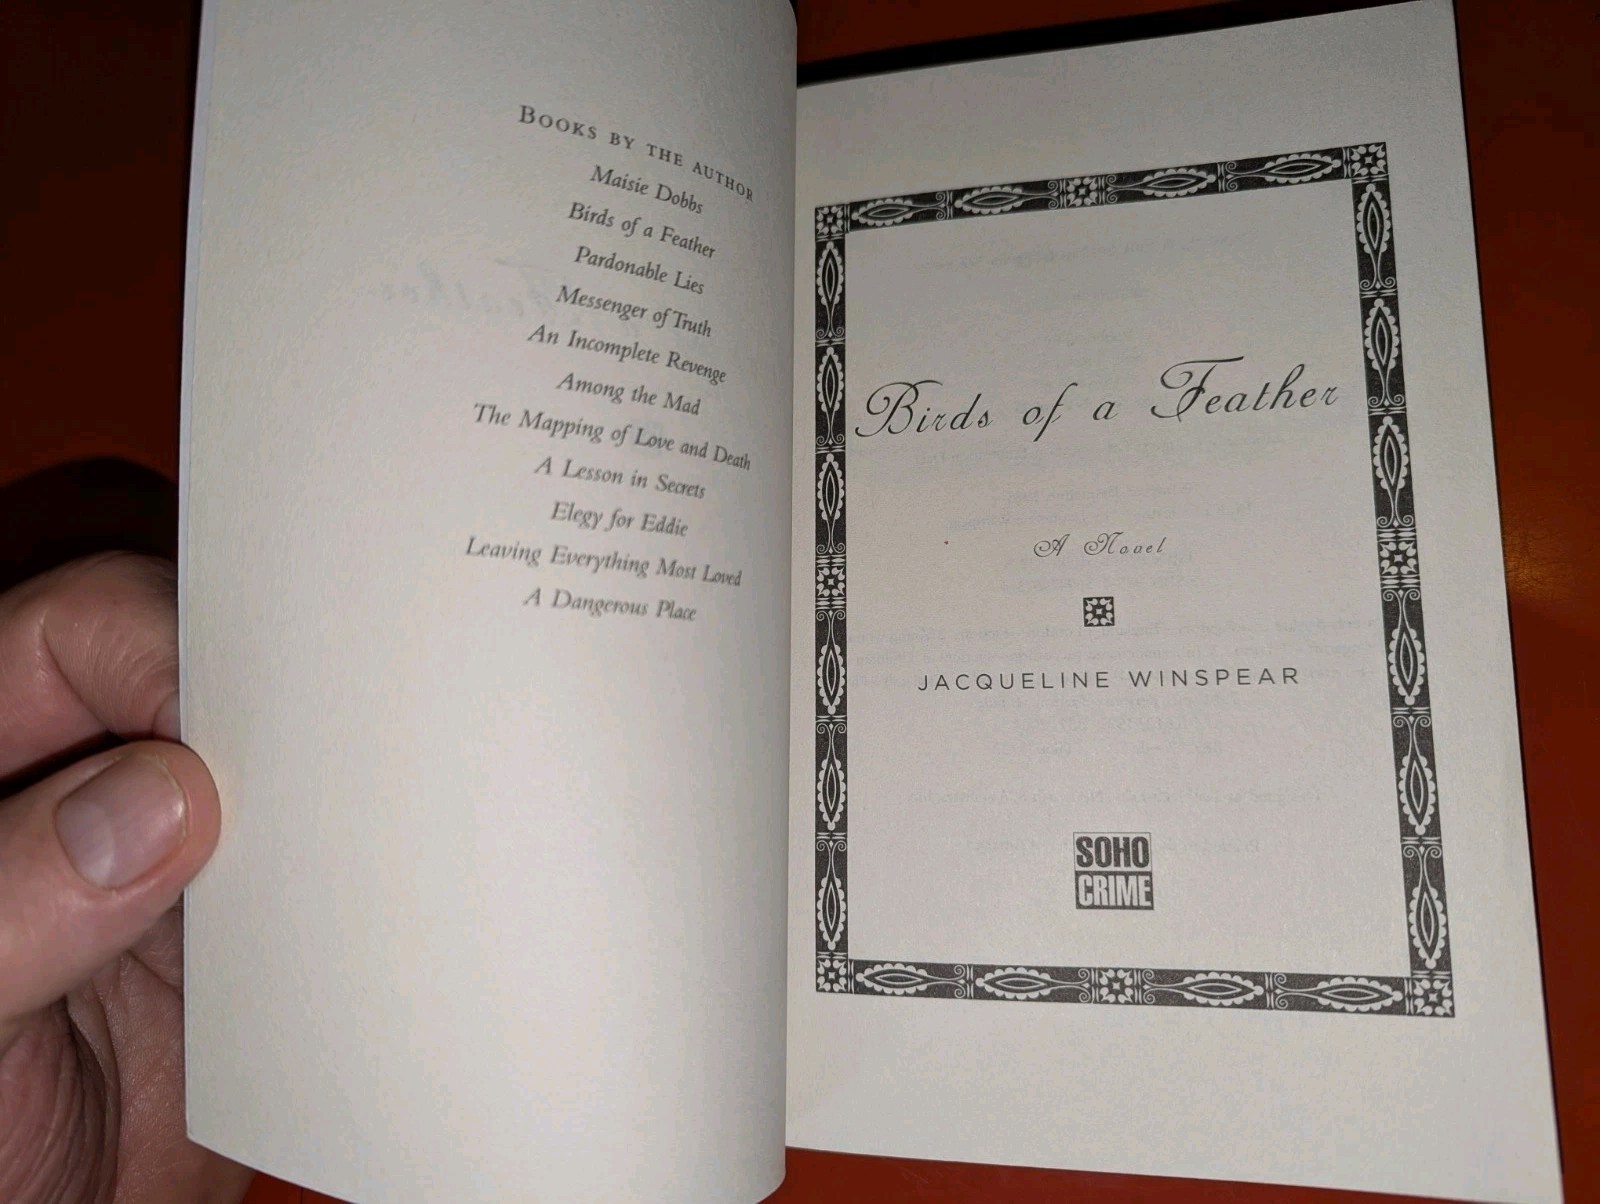 BOOKS BY THE AUTHOR
Maisie Dobbs
Birds of a Feather
Pardonable Lies
Messenger of Truth
An Incomplete Revenge
Among the Mad
The Mapping of Love and Death
A Lesson in Secrets
Elegy for Eddie
Leaving Everything Most Loved
A Dangerous Place
Birds of a Feather
A Novel
JACQUELINE WINSPEAR
SOHO
CRIME